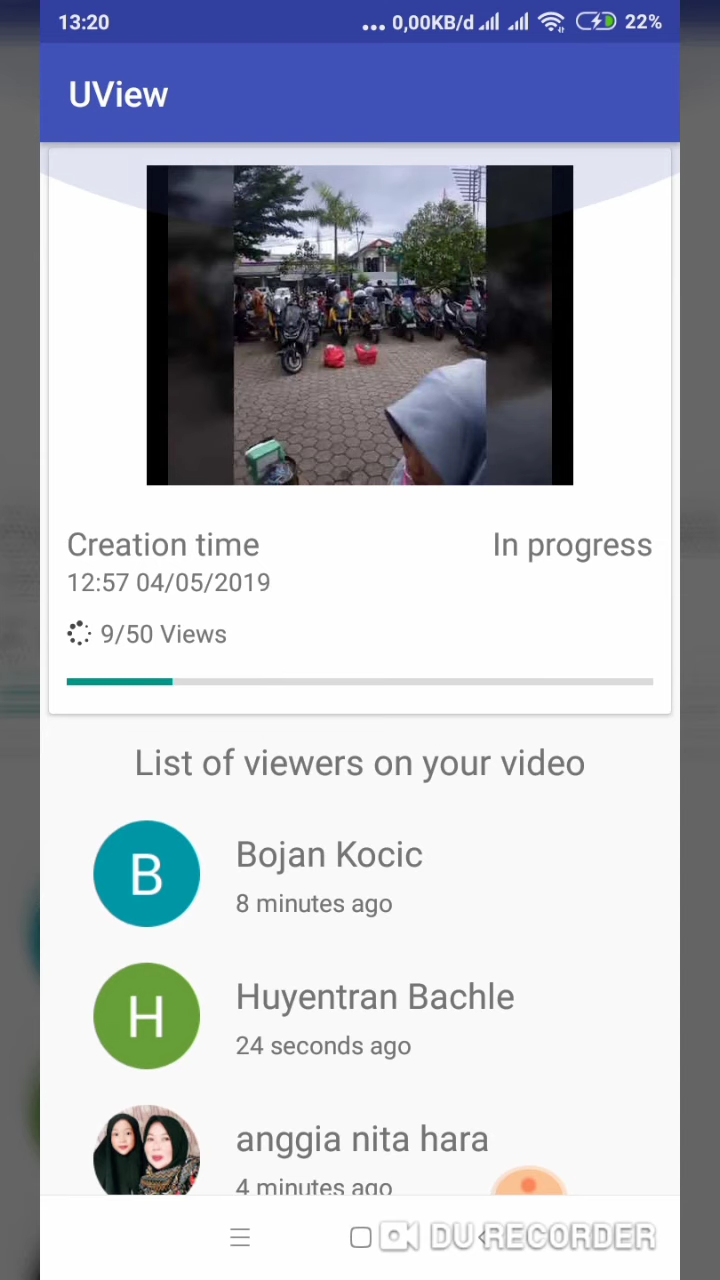 13:20
... 0,00KB/d 22%
UView
Creation time
In progress
12:57 04/05/2019
9/50 Views
List of viewers on your video
B
Bojan Kocic
8 minutes ago
H
Huyentran Bachle
24 seconds ago
anggia nita hara
4 minutes ago
DU RECORDER